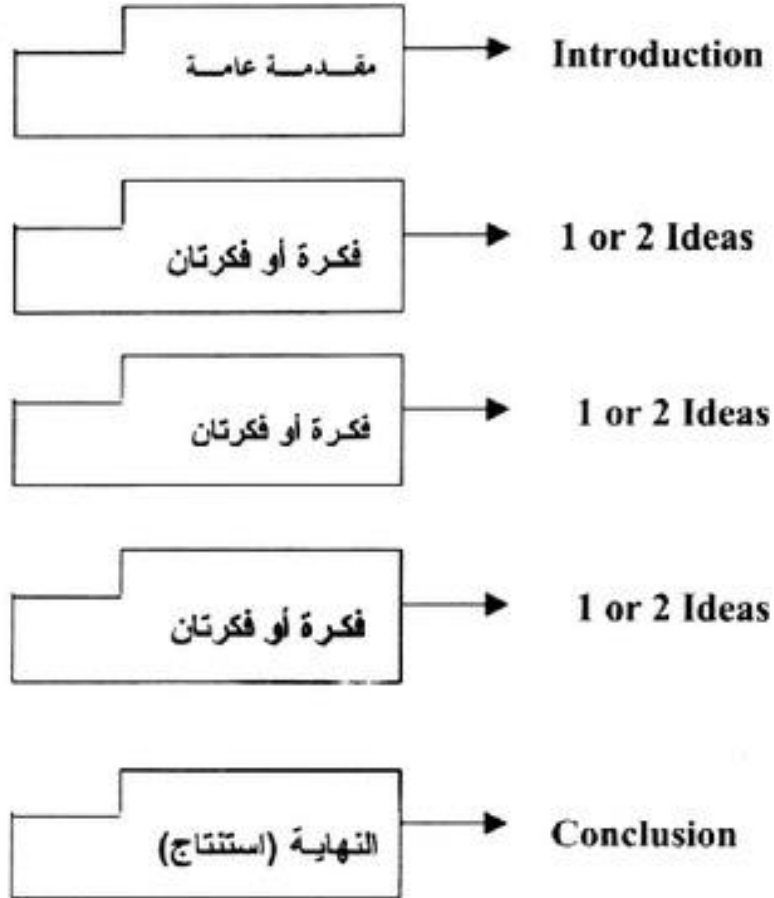 مقدمة عامة
Introduction
فكرة أو فكرتان
1 or 2 Ideas
فكرة أو فكرتان
1 or 2 Ideas
فكرة أو فكرتان
1 or 2 Ideas
النهاية (استنتاج)
Conclusion